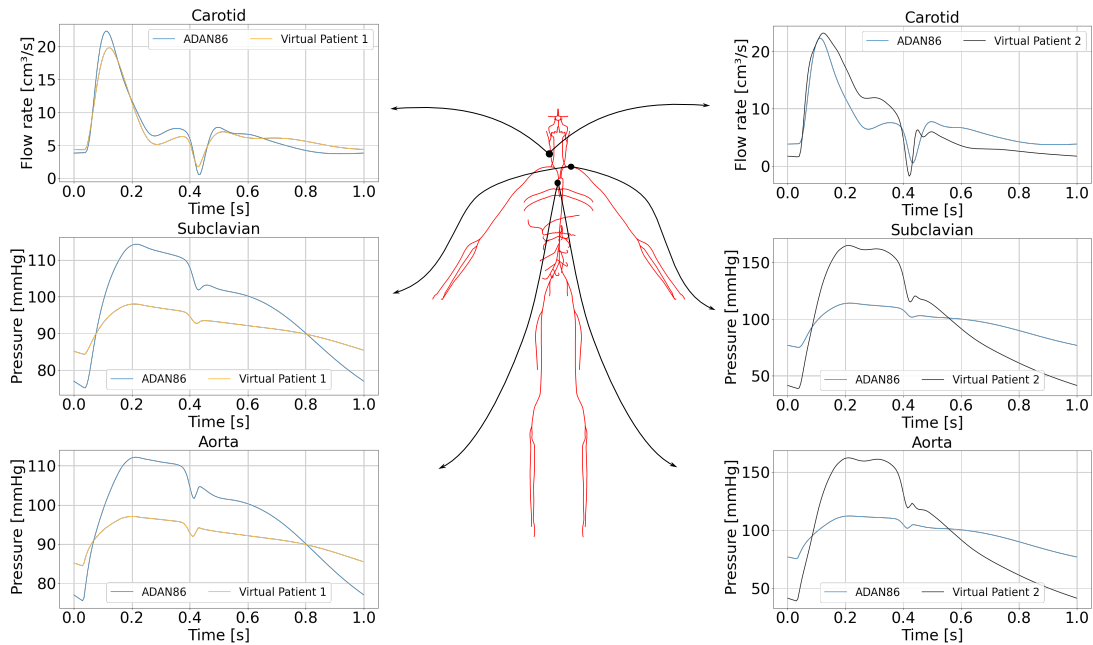 Carotid
Flow rate [cm³/s]
20
15
10
5
0
ADAN86 Virtual Patient 1
0.0 0.2 0.4 0.6 0.8 1.0
Time [s]
Subclavian
Pressure [mmHg]
110
100
90
80
ADAN86 Virtual Patient 1
0.0 0.2 0.4 0.6 0.8 1.0
Time [s]
Aorta
Pressure [mmHg]
110
100
90
80
ADAN86 Virtual Patient 1
0.0 0.2 0.4 0.6 0.8 1.0
Time [s]
Carotid
Flow rate [cm³/s]
20
10
0
ADAN86 Virtual Patient 2
0.0 0.2 0.4 0.6 0.8 1.0
Time [s]
Subclavian
Pressure [mmHg]
150
100
50
ADAN86 Virtual Patient 2
0.0 0.2 0.4 0.6 0.8 1.0
Time [s]
Aorta
Pressure [mmHg]
150
100
50
ADAN86 Virtual Patient 2
0.0 0.2 0.4 0.6 0.8 1.0
Time [s]